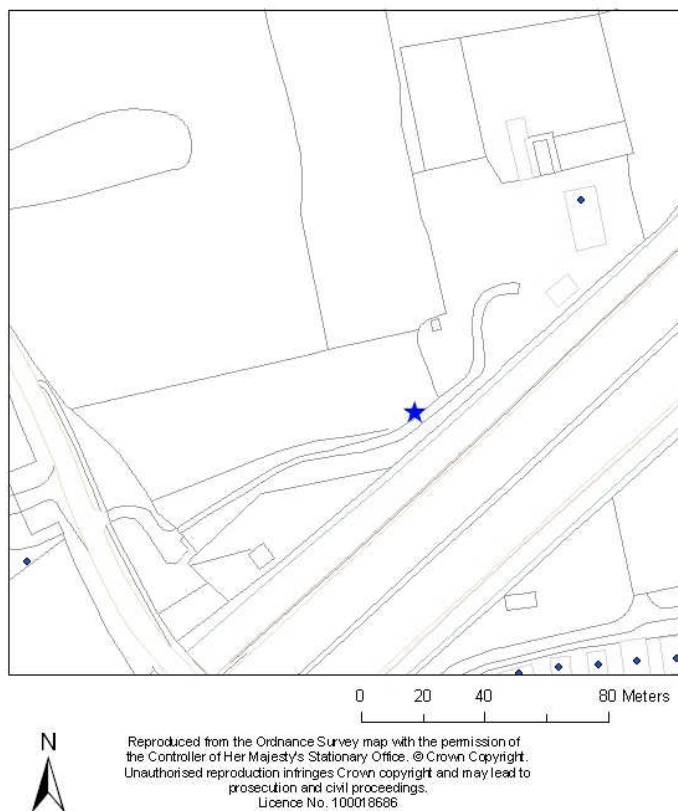 0 20 40 80 Meters
N
Reproduced from the Ordnance Survey map with the permission of
the Controller of Her Majesty's Stationary Office. © Crown Copyright.
Unauthorised reproduction infringes Crown copyright and may lead to
prosecution and civil proceedings.
Licence No. 100018686